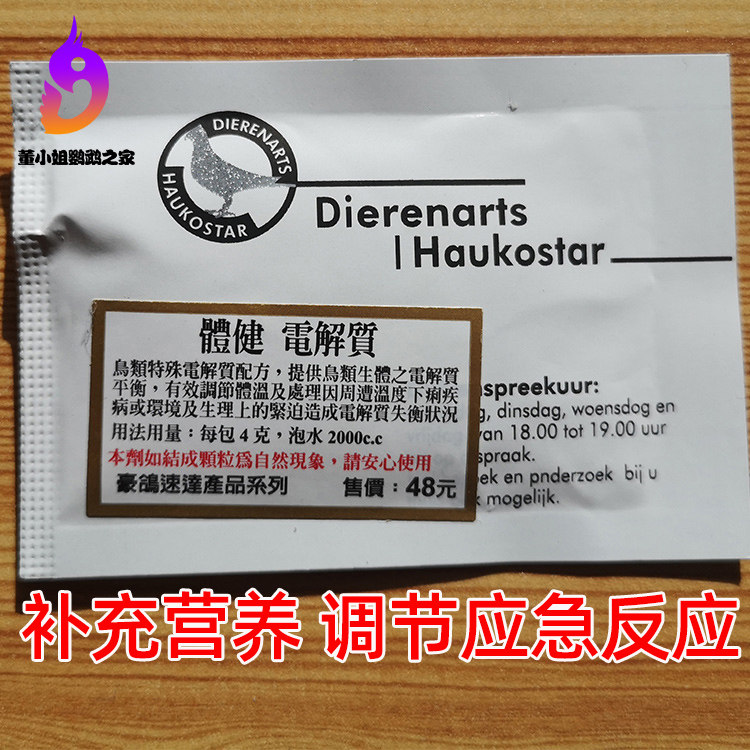 董小姐鹦鹉之家
DIERENARTS
HAUKOSTAR
Dierenarts
| Haukostar
體健 電解質
鳥類特殊電解質配方，提供鳥類生體之電解質
平衡，有效調節體溫及處理因周遭溫度下痢疾
病或環境及生理上的緊迫造成電解質失衡狀況
用法用量：每包4克，泡水2000c.c
本劑如結成顆粒爲自然現象，請安心使用
豪鴿速達產品系列 售價：48元
nspreekuur:
g, dinsdag, woensdog en
van 18.00 tot 19.00 uur
spraak.
ek en pnderzoek bij u
mogelijk.
补充营养 调节应急反应